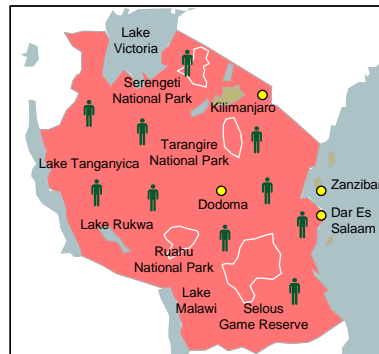 Lake
Victoria
Serengeti
National Park
Kilimanjaro
Tarangire
National Park
Lake Tanganyica
Zanzibar
Dodoma
Dar Es
Salaam
Lake Rukwa
Ruahu
National Park
Lake
Malawi
Selous
Game Reserve